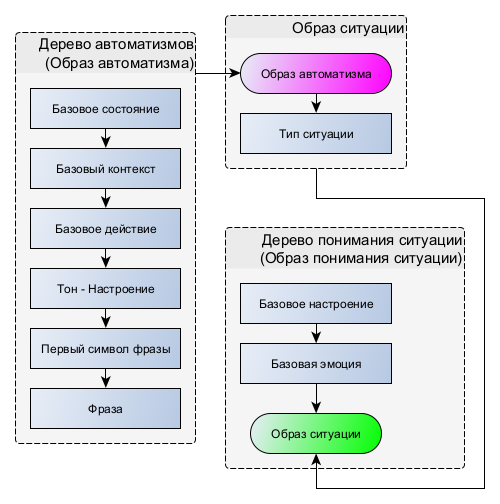 Дерево автоматизмов
(Образ автоматизма)
Базовое состояние
Базовый контекст
Базовое действие
Тон - Настроение
Первый символ фразы
Фраза
Образ ситуации
Образ автоматизма
Тип ситуации
Дерево понимания ситуации
(Образ понимания ситуации)
Базовое настроение
Базовая эмоция
Образ ситуации